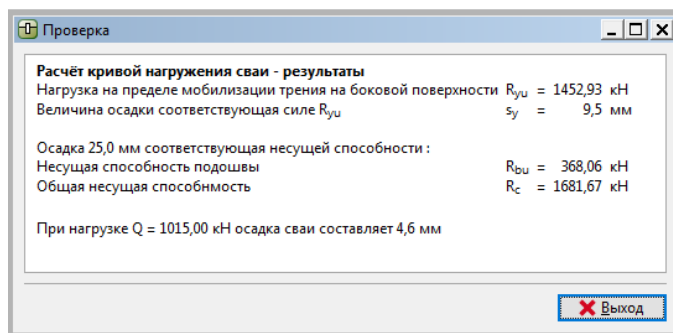 Проверка
Расчёт кривой нагружения сваи - результаты
Нагрузка на пределе мобилизации трения на боковой поверхности Ryu = 1452,93 кН
Величина осадки соответствующая силе Ryu sy = 9,5 мм
Осадка 25,0 мм соответствующая несущей способности :
Несущая способность подошвы Rbu = 368,06 кН
Общая несущая способнмость Rc = 1681,67 кН
При нагрузке Q = 1015,00 кН осадка сваи составляет 4,6 мм
Выход